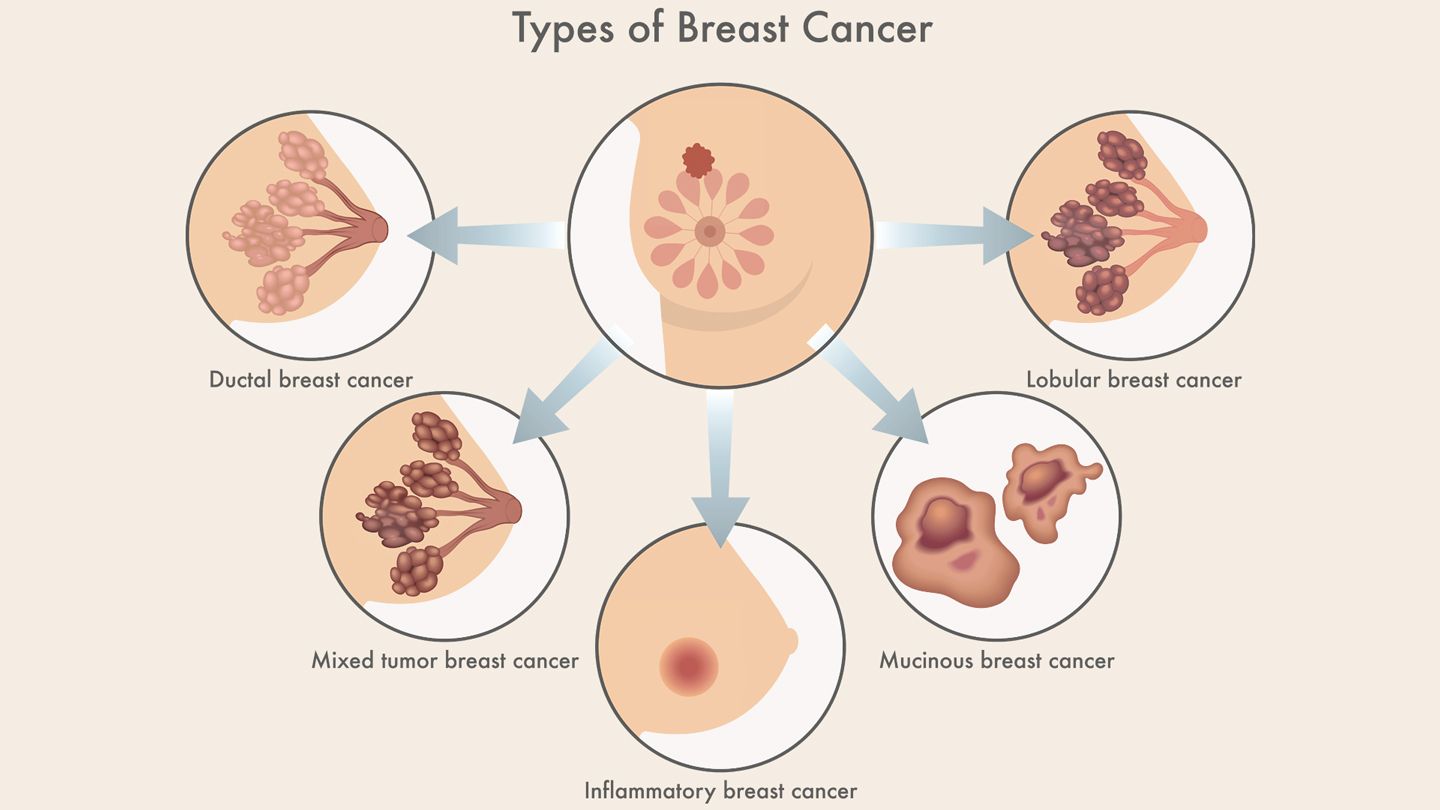 Types of Breast Cancer
Ductal breast cancer
Lobular breast cancer
Mixed tumor breast cancer
Mucinous breast cancer
Inflammatory breast cancer